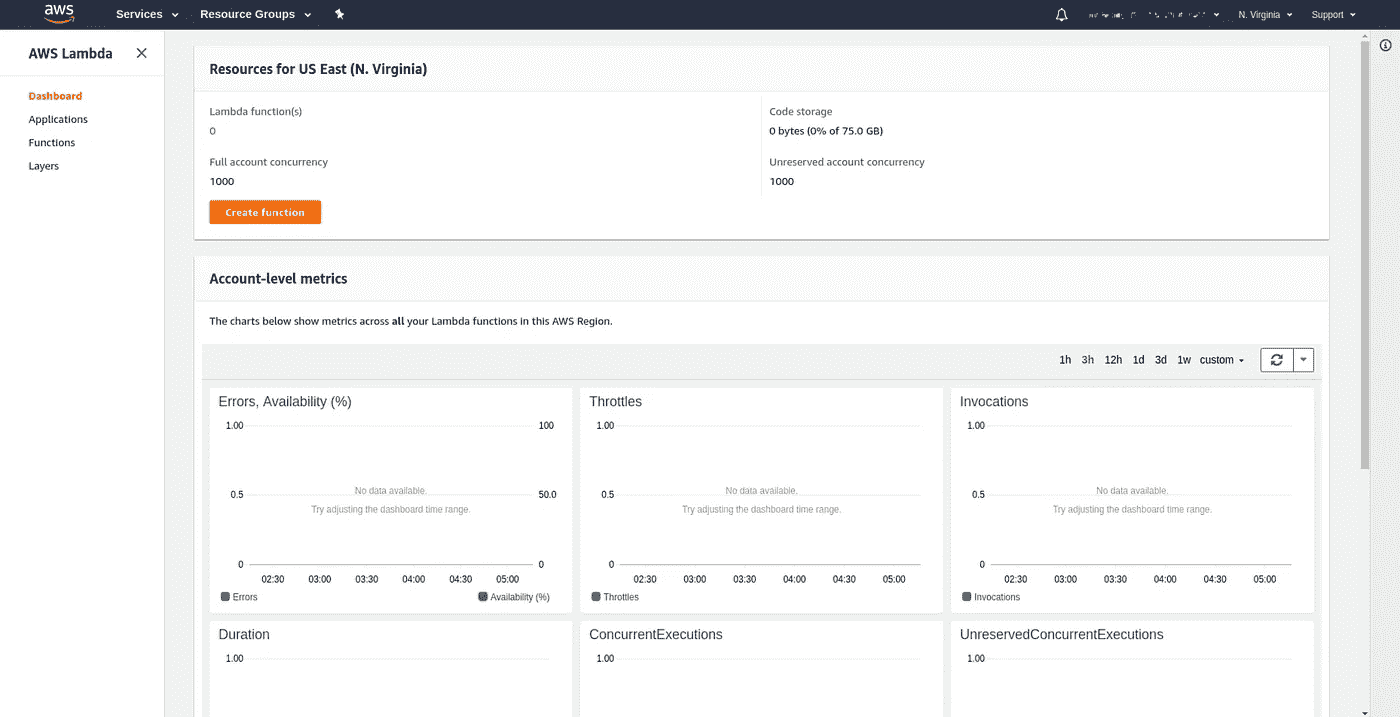 aws Services Resource Groups N. Virginia Support
AWS Lambda
Dashboard
Applications
Functions
Layers
Resources for US East (N. Virginia)
Lambda function(s)
0
Code storage
0 bytes (0% of 75.0 GB)
Full account concurrency
1000
Unreserved account concurrency
1000
Create function
Account-level metrics
The charts below show metrics across all your Lambda functions in this AWS Region.
1h 3h 12h 1d 3d 1w custom
Errors, Availability (%)
1.00 100
No data available.
0.5 50.0
Try adjusting the dashboard time range.
0 0
02:30 03:00 03:30 04:00 04:30 05:00
Errors Availability (%)
Throttles
1.00
No data available.
0.5
Try adjusting the dashboard time range.
0
02:30 03:00 03:30 04:00 04:30 05:00
Throttles
Invocations
1.00
No data available.
0.5
Try adjusting the dashboard time range.
0
02:30 03:00 03:30 04:00 04:30 05:00
Invocations
Duration
1.00
ConcurrentExecutions
1.00
UnreservedConcurrentExecutions
1.00